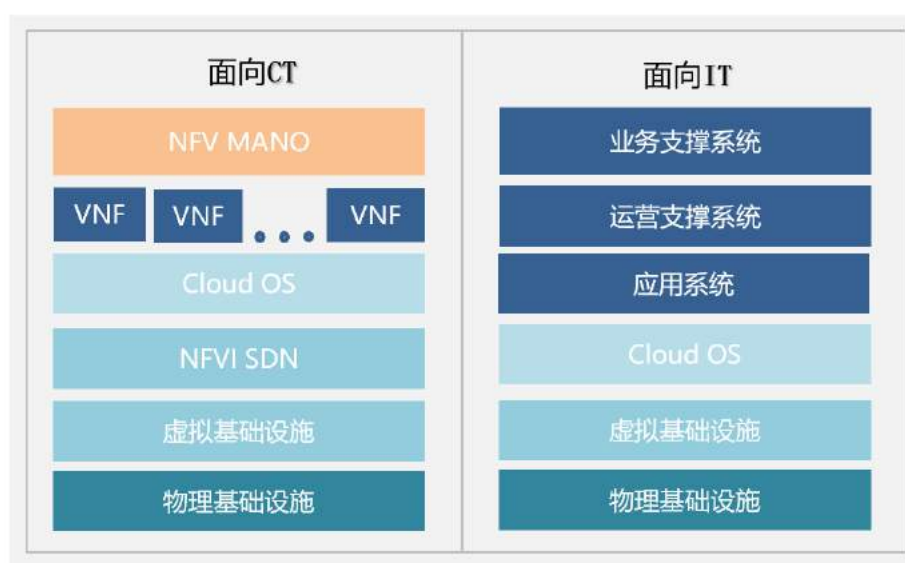 面向CT
NFV MANO
VNF VNF VNF
Cloud OS
NFVI SDN
虚拟基础设施
物理基础设施
面向IT
业务支撑系统
运营支撑系统
应用系统
Cloud OS
虚拟基础设施
物理基础设施